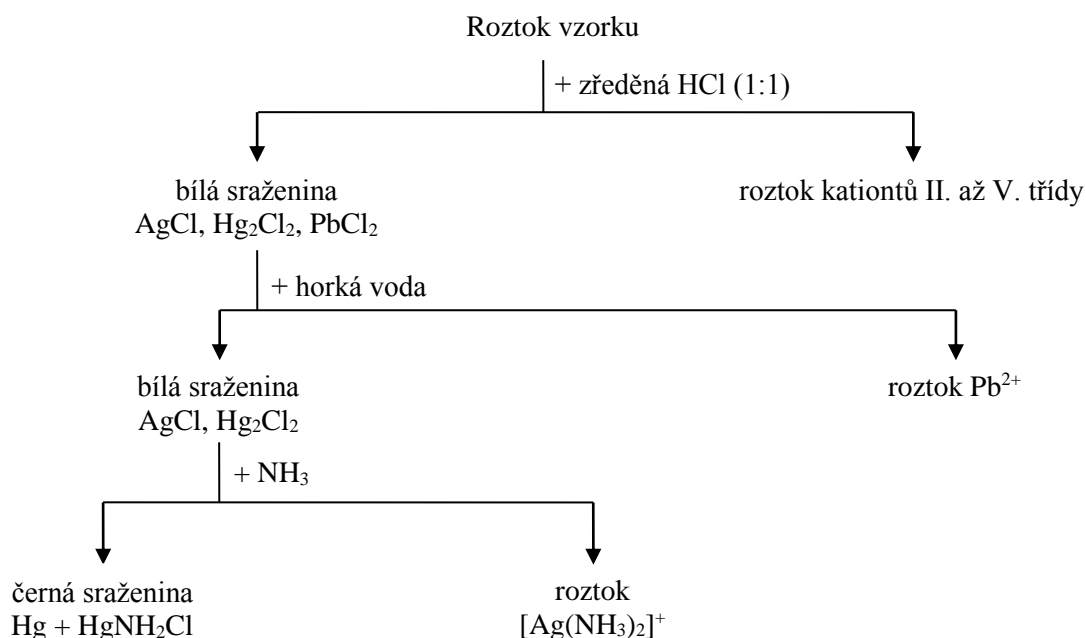 Roztok vzorku
+ zředěná HCl (1:1)
bílá sraženina
AgCl, Hg₂Cl₂, PbCl₂
roztok kationtů II. až V. třídy
+ horká voda
bílá sraženina
AgCl, Hg₂Cl₂
roztok Pb²⁺
+ NH₃
černá sraženina
Hg + HgNH₂Cl
roztok
[Ag(NH₃)₂]⁺